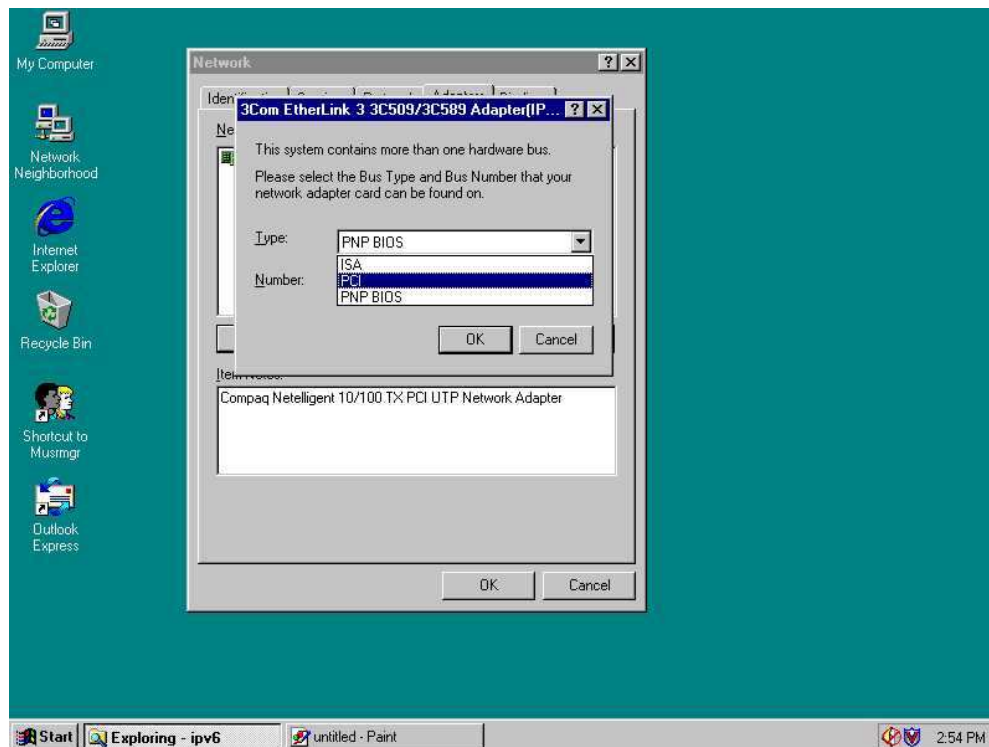 My Computer
Network
Neighborhood
Internet
Explorer
Recycle Bin
Shortcut to
Musrmgr
Outlook
Express
Network
3Com EtherLink 3 3C509/3C589 Adapter(IP...
This system contains more than one hardware bus.
Please select the Bus Type and Bus Number that your
network adapter card can be found on.
Type:
PNP BIOS
ISA
PCI
PNP BIOS
Number:
OK
Cancel
Compaq Netelligent 10/100 TX PCI UTP Network Adapter
OK
Cancel
Start
Exploring - ipv6
untitled - Paint
2:54 PM